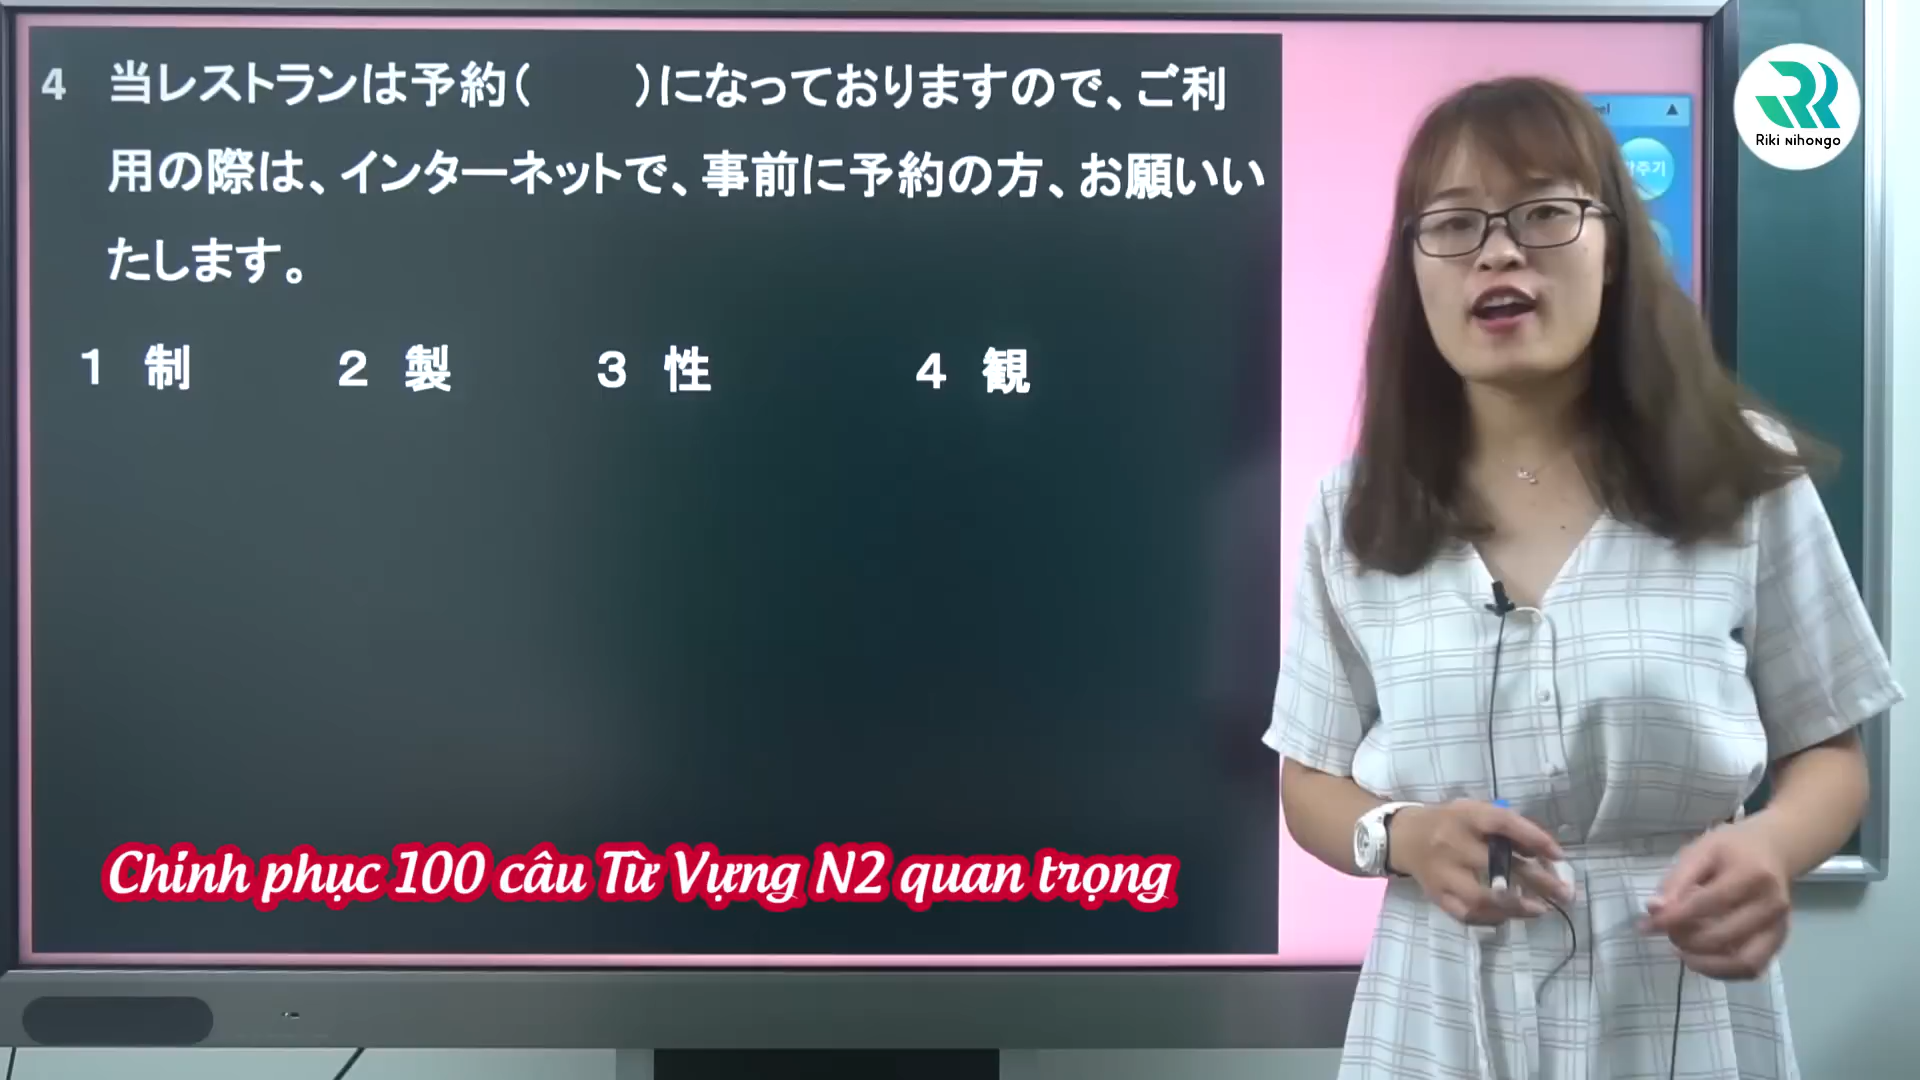 4 当レストランは予約(　　)になっておりますので、ご利
用の際は、インターネットで、事前に予約の方、お願いい
たします。
1 制 2 製 3 性 4 観
Chinh phục 100 câu Từ Vựng N2 quan trọng
Riki nihongo